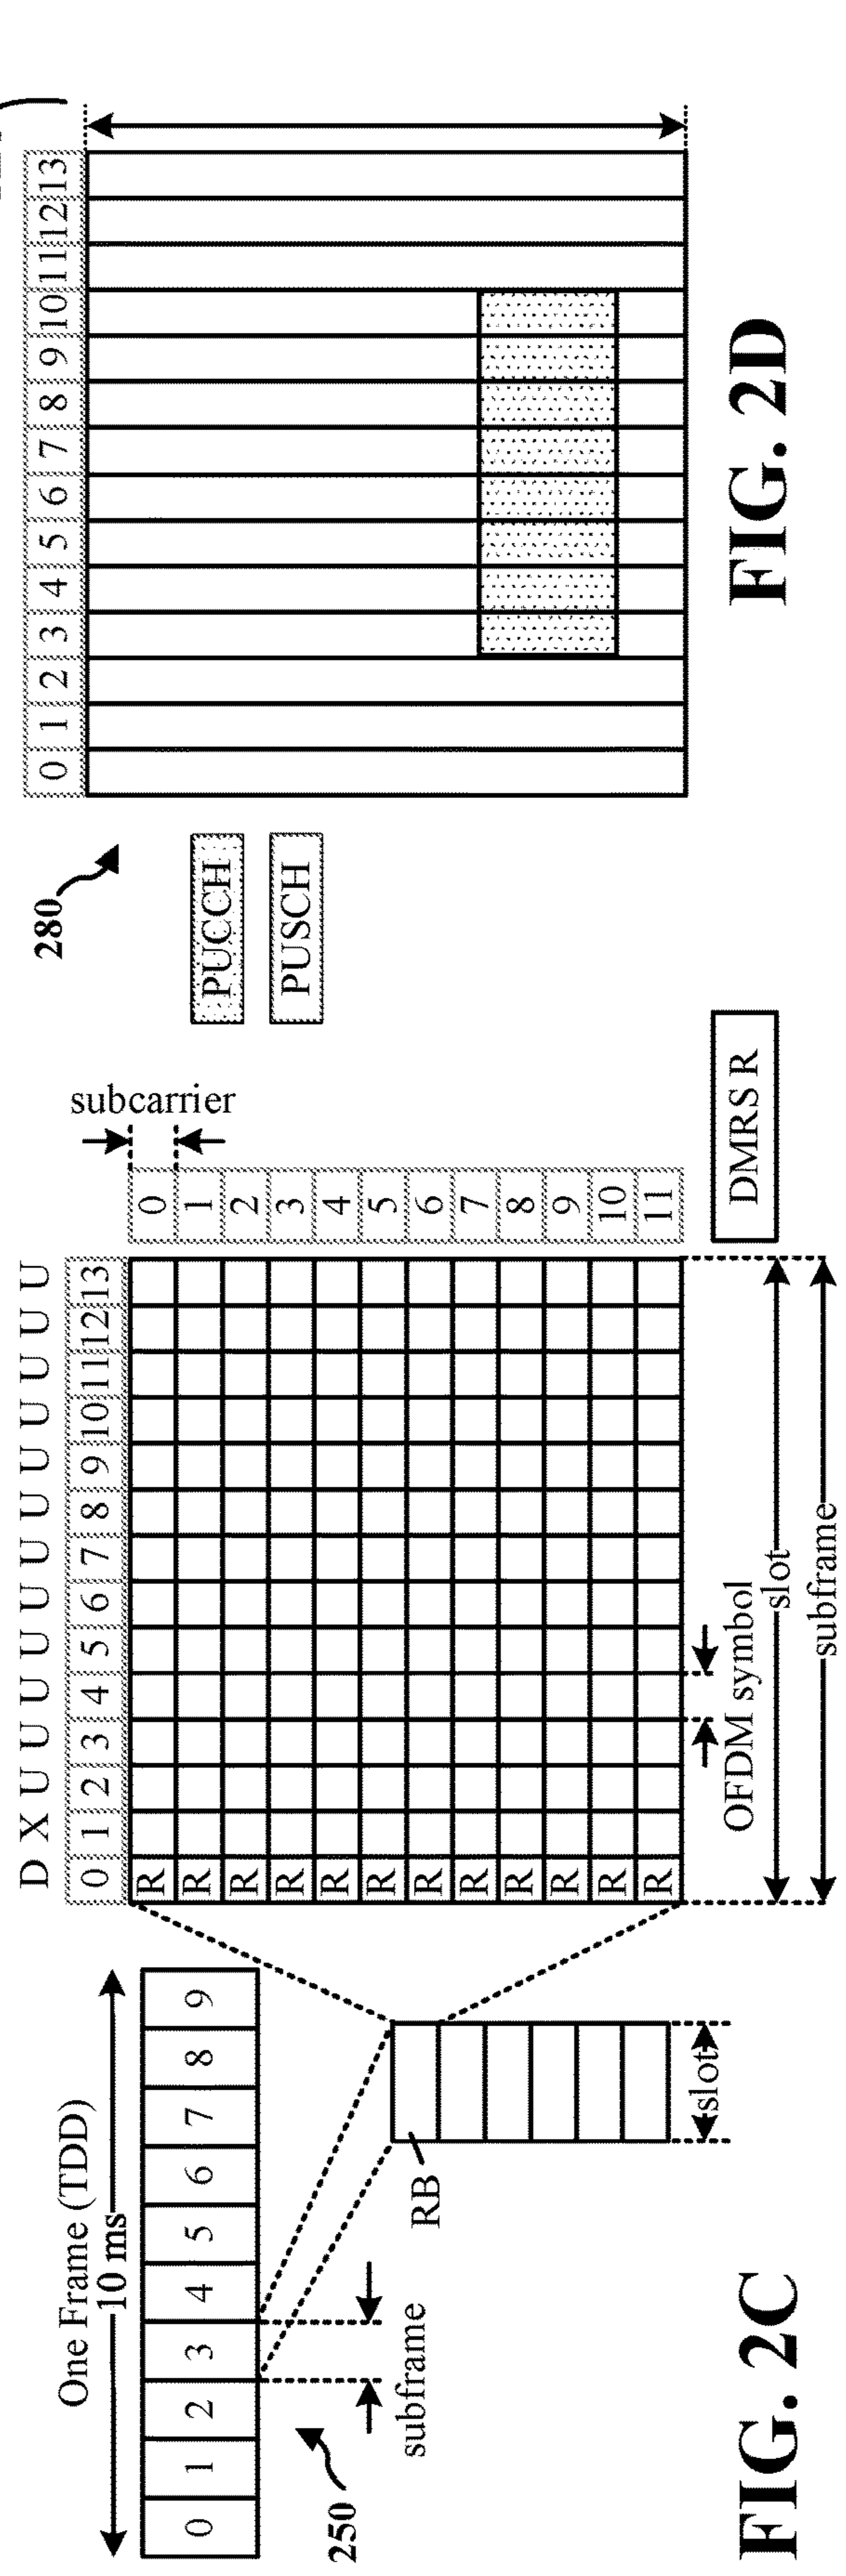 One Frame (TDD)
10 ms
0 1 2 3 4 5 6 7 8 9
250
subframe
RB
slot
D X U U U U U U U U U U U U
0 1 2 3 4 5 6 7 8 9 10 11 12 13
subcarrier
R 0
R 1
R 2
R 3
R 4
R 5
R 6
R 7
R 8
R 9
R 10
R 11
OFDM symbol
slot
subframe
DMRS R
FIG. 2C
280
PUCCH
PUSCH
0 1 2 3 4 5 6 7 8 9 10 11 12 13
FIG. 2D